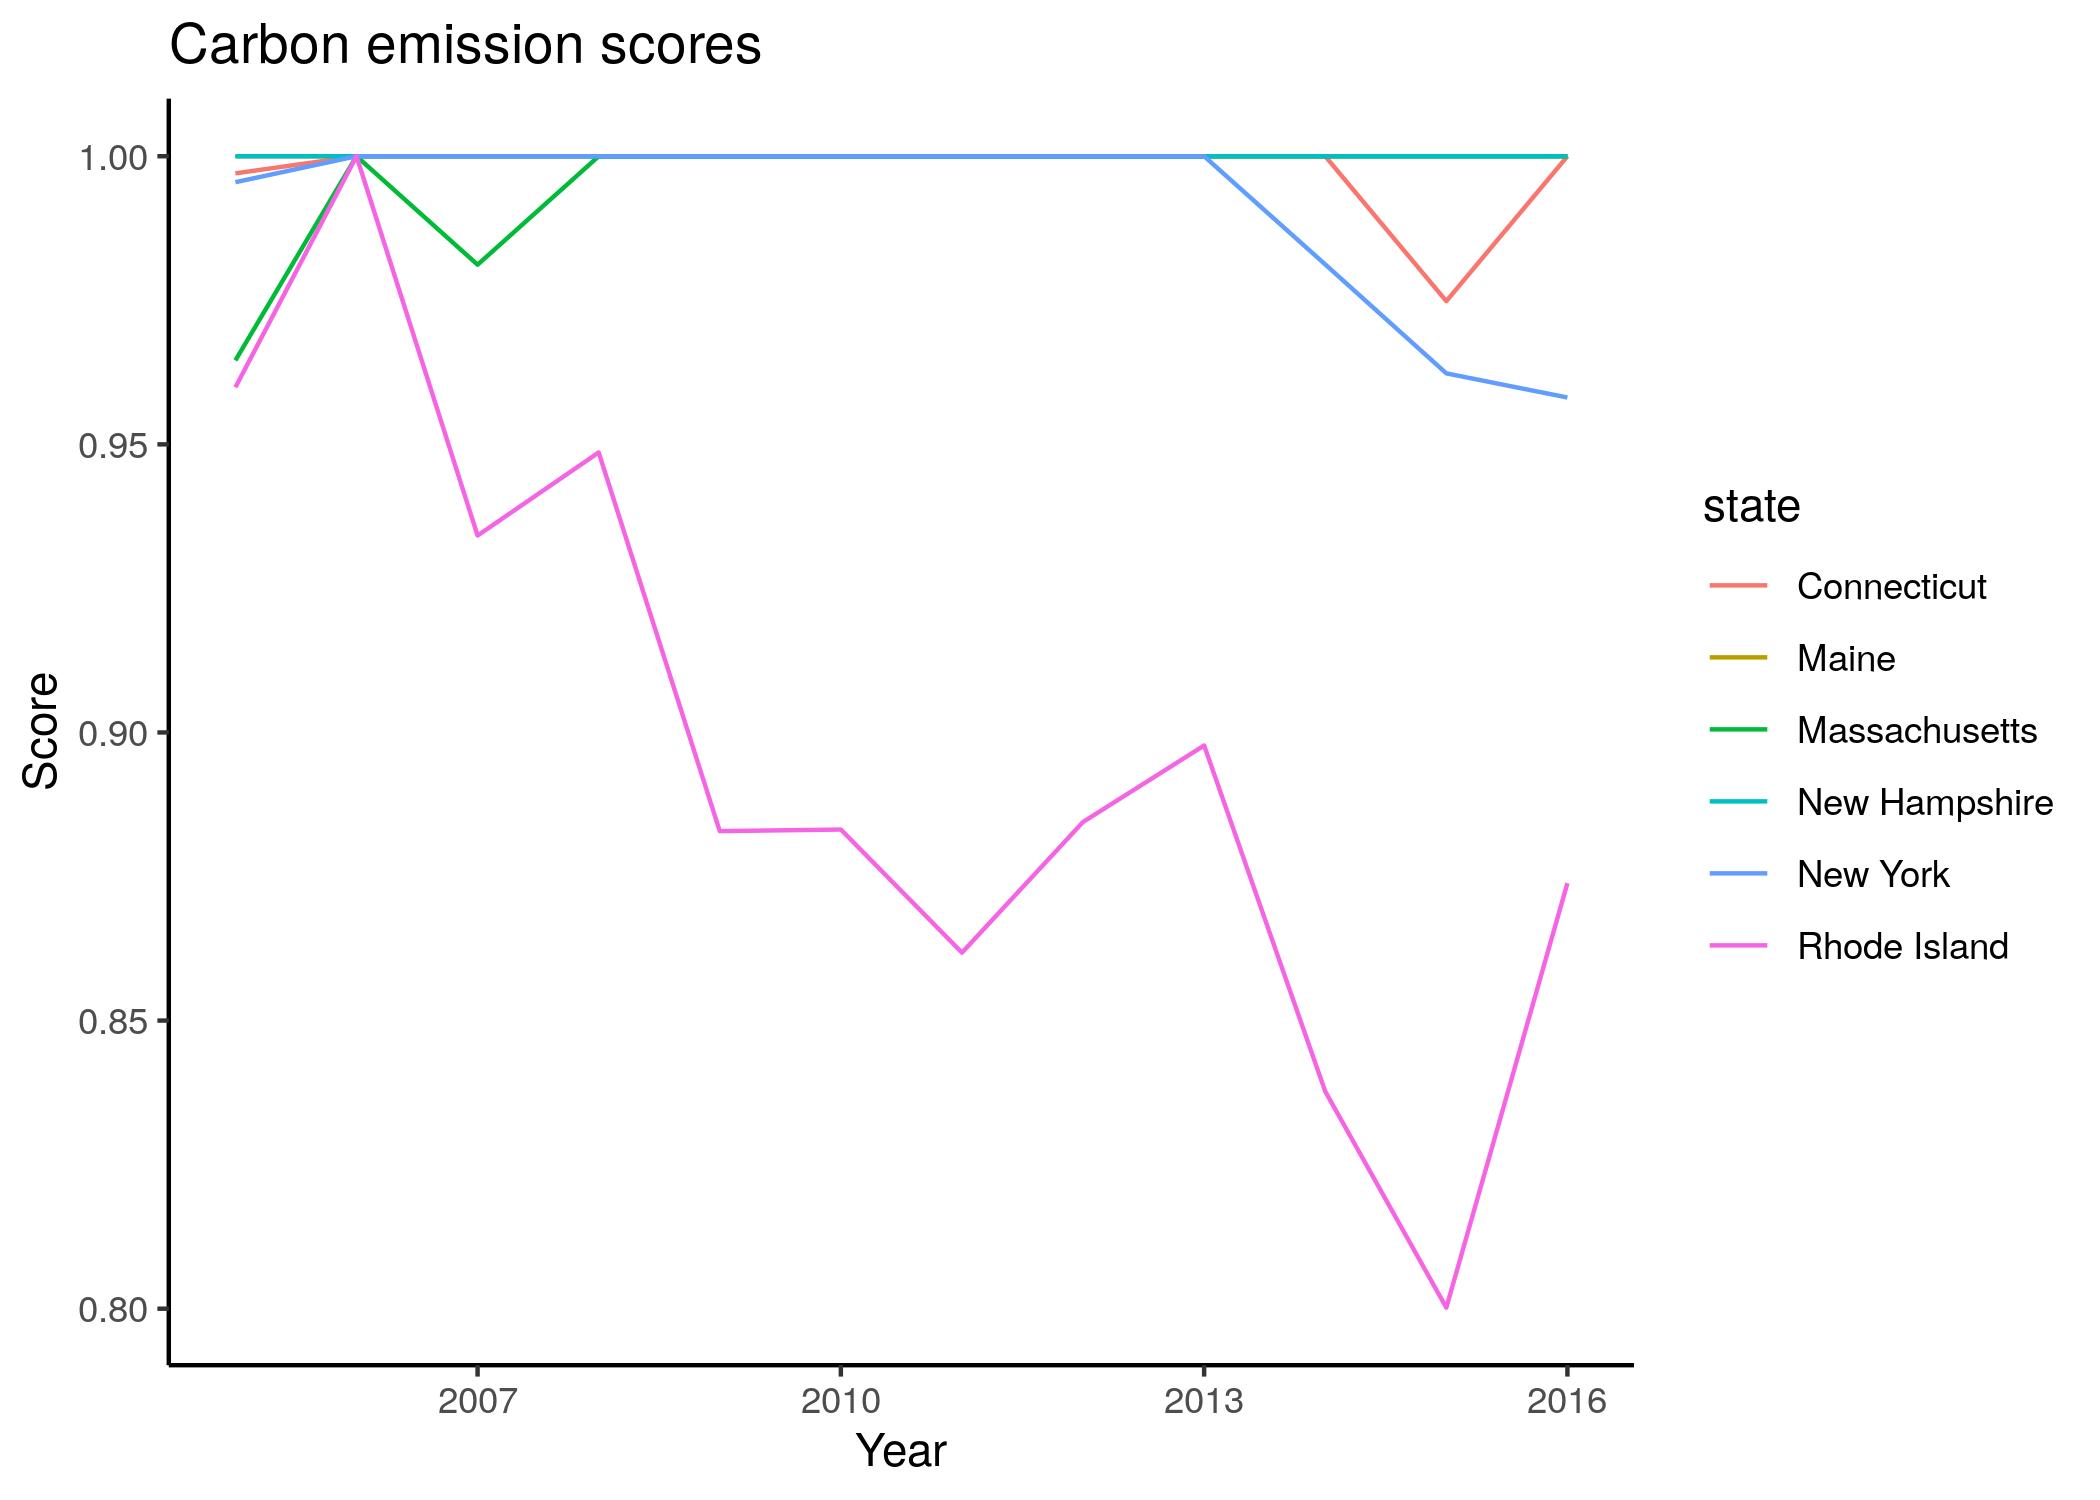 Carbon emission scores
1.00
0.95
0.90
0.85
0.80
Score
2007
2010
2013
2016
Year
state
Connecticut
Maine
Massachusetts
New Hampshire
New York
Rhode Island